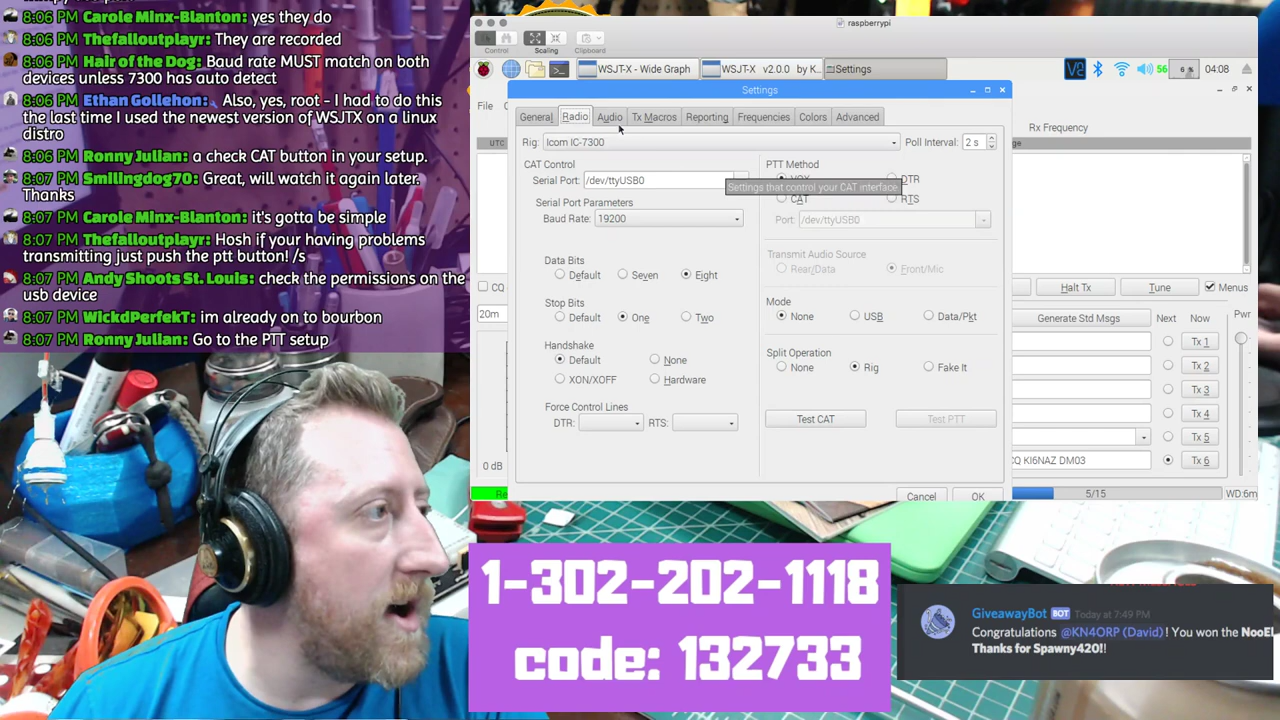 8:06 PM Carole Minx-Blanton: yes they do
8:06 PM Thefalloutplayr: They are recorded
8:06 PM Hair of the Dog: Baud rate MUST match on both
devices unless 7300 has auto detect
8:06 PM Ethan Gollehon: Also, yes, root - I had to do this
the last time I used the newest version of WSJTX on a linux
distro
8:06 PM Ronny Julian: a check CAT button in your setup.
8:07 PM Smilingdog70: Great, will watch it again later.
Thanks
8:07 PM Carole Minx-Blanton: it's gotta be simple
8:07 PM Thefalloutplayr: Hosh if your having problems
transmitting just push the ptt button! /s
8:07 PM Andy Shoots St. Louis: check the permissions on the
usb device
8:07 PM WickdPerfekT: im already on to bourbon
8:07 PM Ronny Julian: Go to the PTT setup
raspberrypi
Control Scaling Clipboard
WSJT-X - Wide Graph WSJT-X v2.0.0 by K... Settings 56 6 % 04:08
File
Settings
General Radio Audio Tx Macros Reporting Frequencies Colors Advanced
Rig: Icom IC-7300 Poll Interval: 2 s
CAT Control
Serial Port: /dev/ttyUSB0
Serial Port Parameters
Baud Rate: 19200
Data Bits
Default Seven Eight
Stop Bits
Default One Two
Handshake
Default None
XON/XOFF Hardware
Force Control Lines
DTR: RTS:
PTT Method
VOX DTR
Settings that control your CAT interface
CAT RTS
Port: /dev/ttyUSB0
Transmit Audio Source
Rear/Data Front/Mic
Mode
None USB Data/Pkt
Split Operation
None Rig Fake It
Test CAT Test PTT
Cancel OK
UTC
CQ
20m
0 dB
Re
Rx Frequency
Halt Tx Tune Menus
Generate Std Msgs Next Now Pwr
Tx 1
Tx 2
Tx 3
Tx 4
Tx 5
CQ KI6NAZ DM03 Tx 6
5/15 WD:6m
1-302-202-1118
code: 132733
GiveawayBot BOT Today at 7:49 PM
Congratulations @KN4ORP (David)! You won the NooEl
Thanks for Spawny420!!